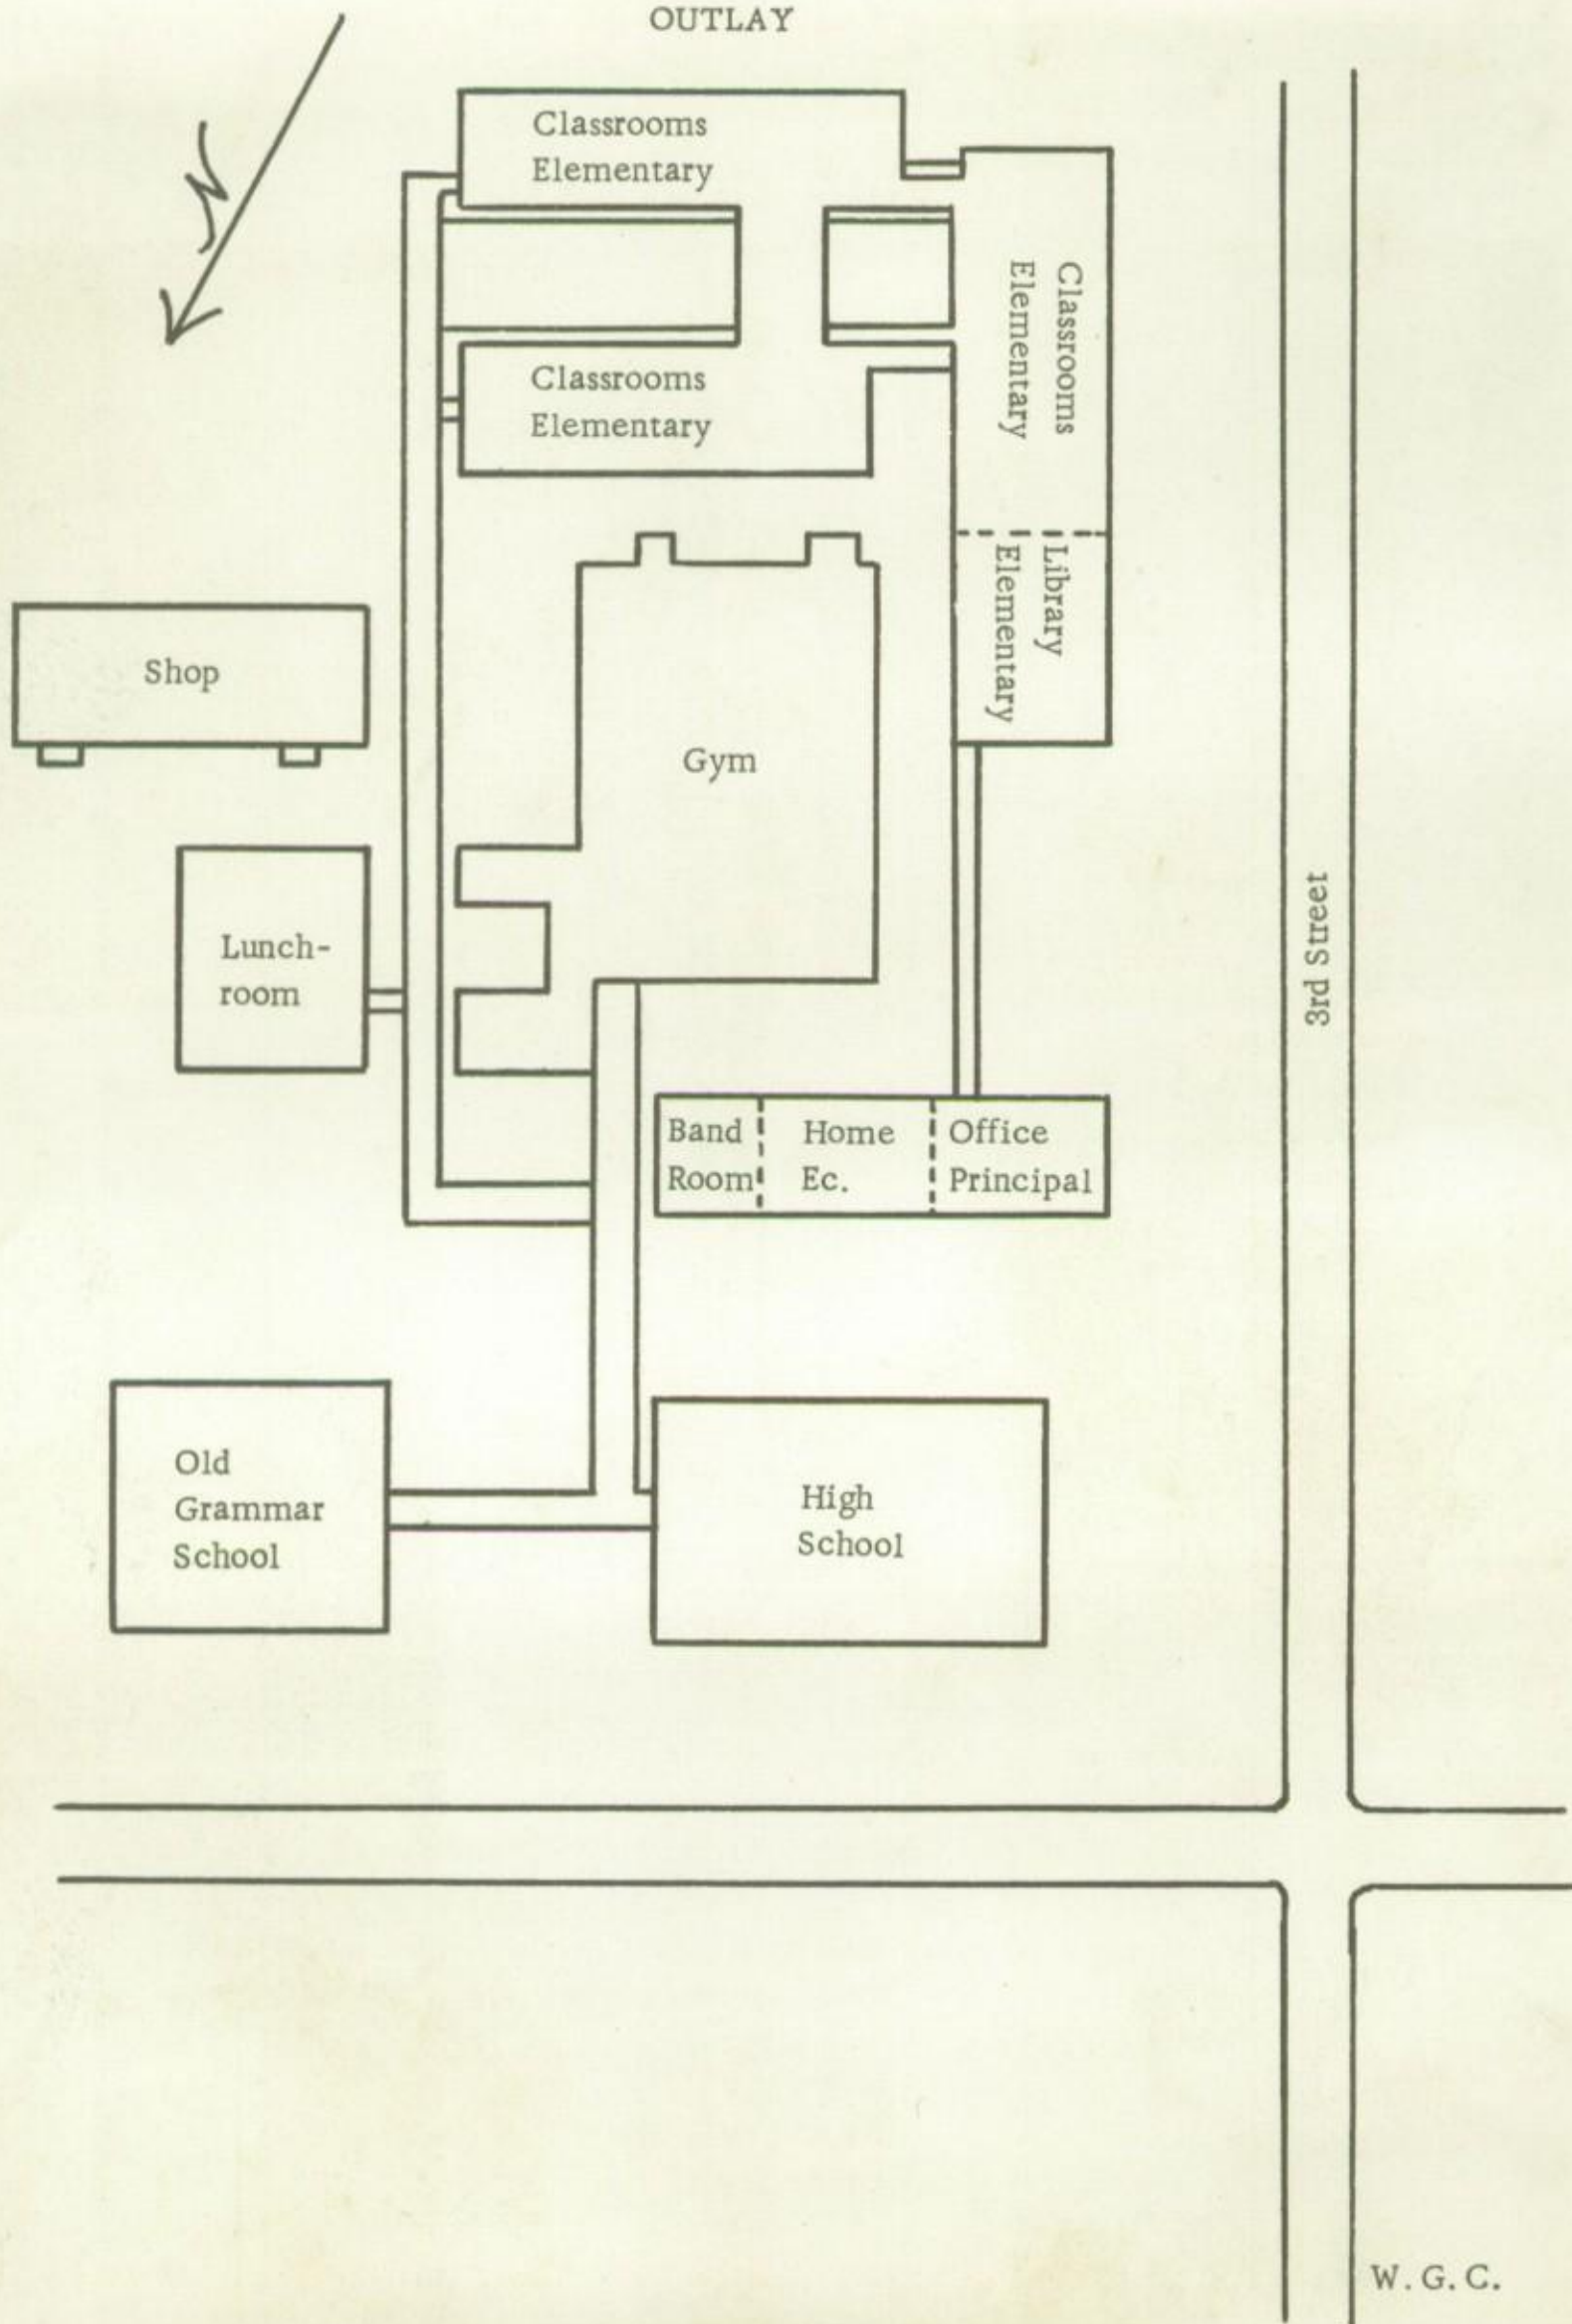 OUTLAY
N
Classrooms
Elementary
Classrooms
Elementary
Classrooms
Elementary
Library
Elementary
Shop
Gym
Lunch-
room
3rd Street
Band
Room
Home
Ec.
Office
Principal
Old
Grammar
School
High
School
W.G.C.